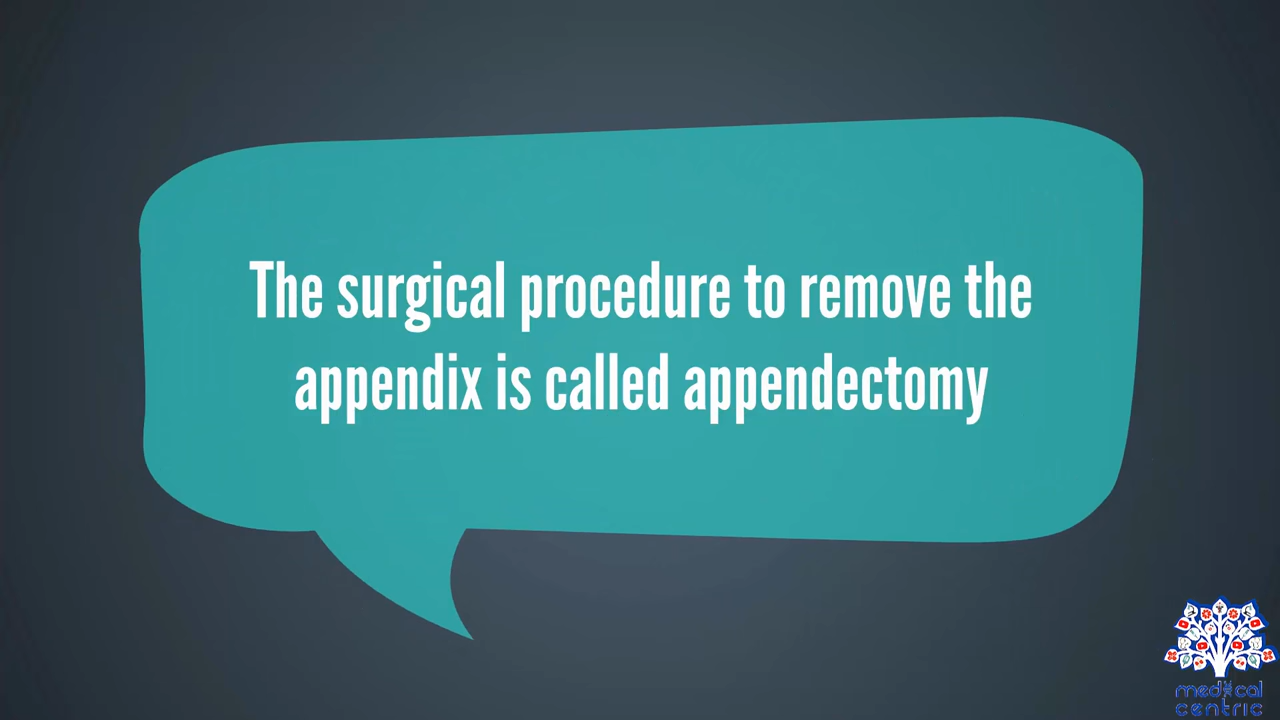 The surgical procedure to remove the
appendix is called appendectomy
medical
centric